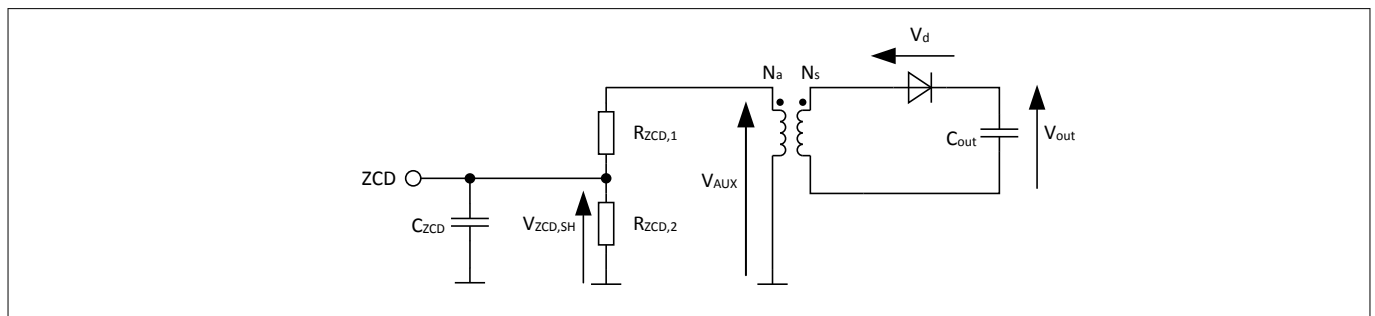 Vd
Na Ns
RZCD,1
Cout
Vout
ZCD
VAUX
CZCD
VZCD,SH
RZCD,2